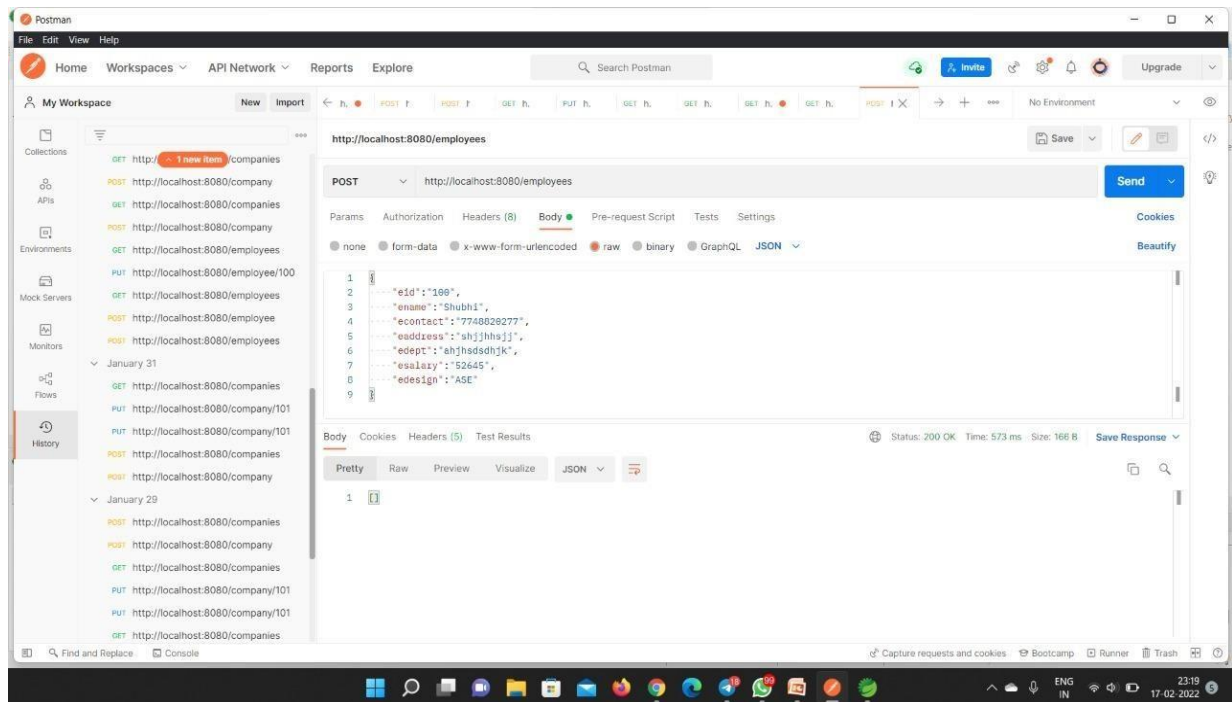 Postman
File Edit View Help
Home Workspaces API Network Reports Explore Search Postman Invite Upgrade
My Workspace New Import POST GET h. PUT h. GET h. GET h. GET h. GET h. No Environment
Collections
APIs
Environments
Mock Servers
Monitors
Flows
History
GET http:/ 1 new item /companies
POST http://localhost:8080/company
GET http://localhost:8080/companies
POST http://localhost:8080/company
GET http://localhost:8080/employees
PUT http://localhost:8080/employee/100
GET http://localhost:8080/employees
POST http://localhost:8080/employee
POST http://localhost:8080/employees
January 31
GET http://localhost:8080/companies
PUT http://localhost:8080/company/101
PUT http://localhost:8080/company/101
POST http://localhost:8080/companies
POST http://localhost:8080/company
January 29
POST http://localhost:8080/companies
POST http://localhost:8080/company
GET http://localhost:8080/companies
PUT http://localhost:8080/company/101
PUT http://localhost:8080/company/101
GET http://localhost:8080/companies
http://localhost:8080/employees Save
POST http://localhost:8080/employees Send
Params Authorization Headers (8) Body Pre-request Script Tests Settings Cookies
none form-data x-www-form-urlencoded raw binary GraphQL JSON Beautify
1 {
2 "eid":"100",
3 "ename":"Shubhi",
4 "econtact":"7748820277",
5 "eaddress":"shjjhhsjj",
6 "edept":"ahjhsdsdhjk",
7 "esalary":"52645",
8 "edesign":"ASE"
9 }
Body Cookies Headers (5) Test Results Status: 200 OK Time: 573 ms Size: 166 B Save Response
Pretty Raw Preview Visualize JSON
1 []
Find and Replace Console Capture requests and cookies Bootcamp Runner Trash
18 99 ENG IN 23:19 17-02-2022 5